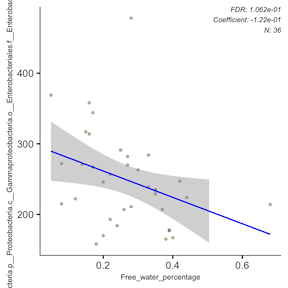 FDR: 1.062e-01
Coefficient: -1.22e-01
N: 36
cteria.p__Proteobacteria.c__Gammaproteobacteria.o__Enterobacteriales.f__Enterobac
400
300
200
0.2 0.4 0.6
Free_water_percentage